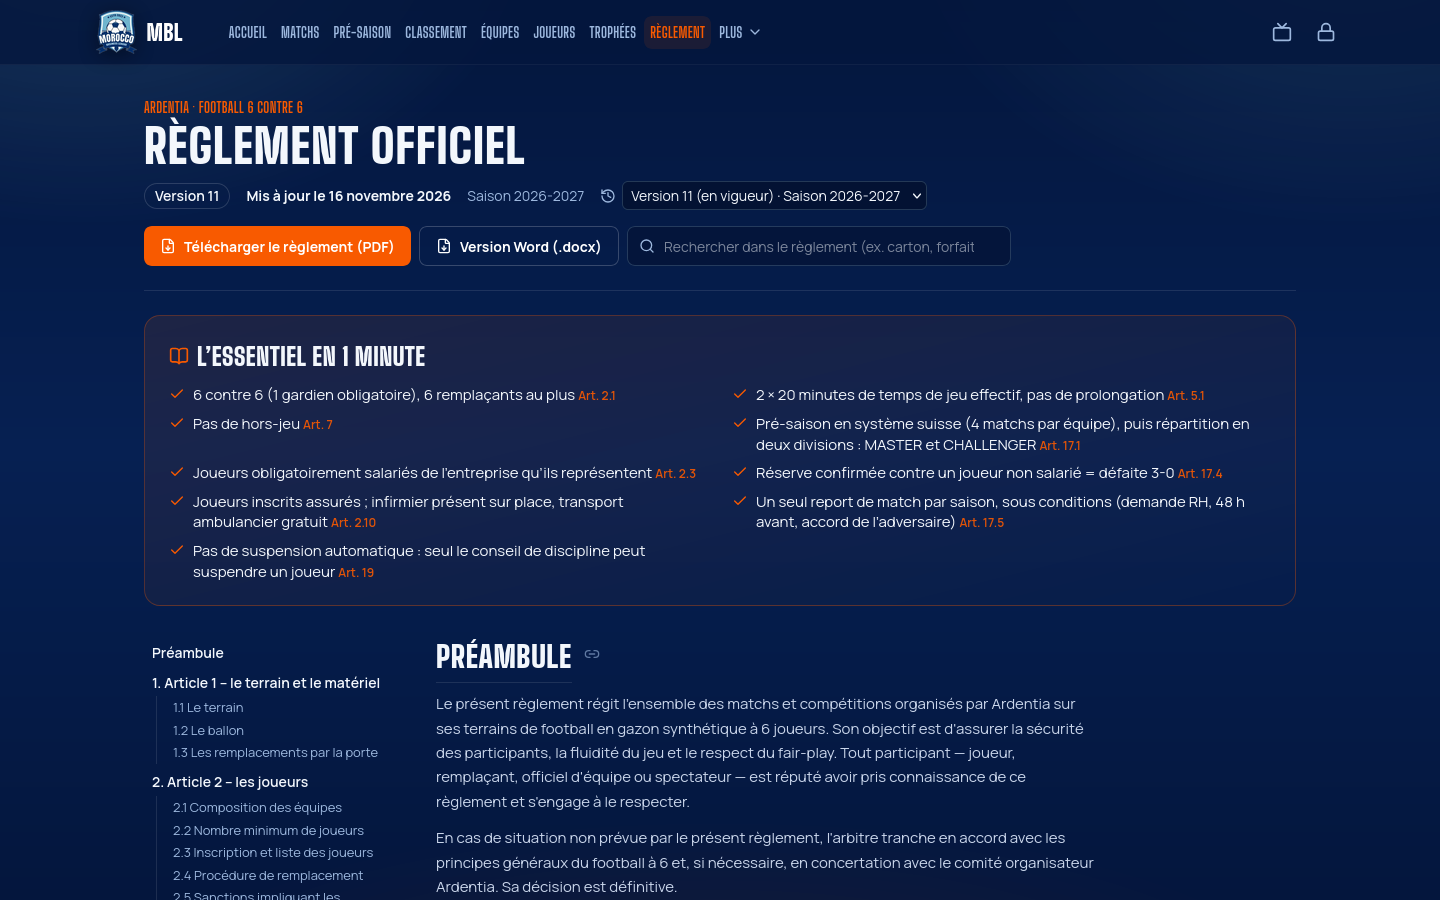 MOROCCO
MBL
ACCUEIL
MATCHS
PRÉ-SAISON
CLASSEMENT
ÉQUIPES
JOUEURS
TROPHÉES
RÈGLEMENT
PLUS
ARDENTIA · FOOTBALL 6 CONTRE 6
RÈGLEMENT OFFICIEL
Version 11
Mis à jour le 16 novembre 2026
Saison 2026-2027
Version 11 (en vigueur) · Saison 2026-2027
Télécharger le règlement (PDF)
Version Word (.docx)
Rechercher dans le règlement (ex. carton, forfait
L'ESSENTIEL EN 1 MINUTE
6 contre 6 (1 gardien obligatoire), 6 remplaçants au plus Art. 2.1
2 × 20 minutes de temps de jeu effectif, pas de prolongation Art. 5.1
Pas de hors-jeu Art. 7
Pré-saison en système suisse (4 matchs par équipe), puis répartition en
deux divisions : MASTER et CHALLENGER Art. 17.1
Joueurs obligatoirement salariés de l'entreprise qu'ils représentent Art. 2.3
Réserve confirmée contre un joueur non salarié = défaite 3-0 Art. 17.4
Joueurs inscrits assurés ; infirmier présent sur place, transport
ambulancier gratuit Art. 2.10
Un seul report de match par saison, sous conditions (demande RH, 48 h
avant, accord de l'adversaire) Art. 17.5
Pas de suspension automatique : seul le conseil de discipline peut
suspendre un joueur Art. 19
Préambule
1. Article 1 – le terrain et le matériel
1.1 Le terrain
1.2 Le ballon
1.3 Les remplacements par la porte
2. Article 2 – les joueurs
2.1 Composition des équipes
2.2 Nombre minimum de joueurs
2.3 Inscription et liste des joueurs
2.4 Procédure de remplacement
2.5 Sanctions impliquant les
PRÉAMBULE
Le présent règlement régit l'ensemble des matchs et compétitions organisés par Ardentia sur
ses terrains de football en gazon synthétique à 6 joueurs. Son objectif est d'assurer la sécurité
des participants, la fluidité du jeu et le respect du fair-play. Tout participant — joueur,
remplaçant, officiel d'équipe ou spectateur — est réputé avoir pris connaissance de ce
règlement et s'engage à le respecter.
En cas de situation non prévue par le présent règlement, l'arbitre tranche en accord avec les
principes généraux du football à 6 et, si nécessaire, en concertation avec le comité organisateur
Ardentia. Sa décision est définitive.